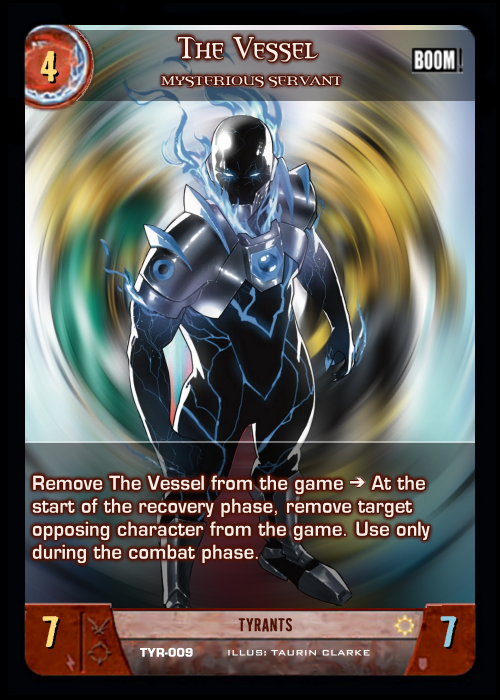 The Vessel
4
BOOM!
Mysterious Servant
Remove The Vessel from the game ➔ At the
start of the recovery phase, remove target
opposing character from the game. Use only
during the combat phase.
7
TYRANTS
7
TYR-009 ILLUS: TAURIN CLARKE